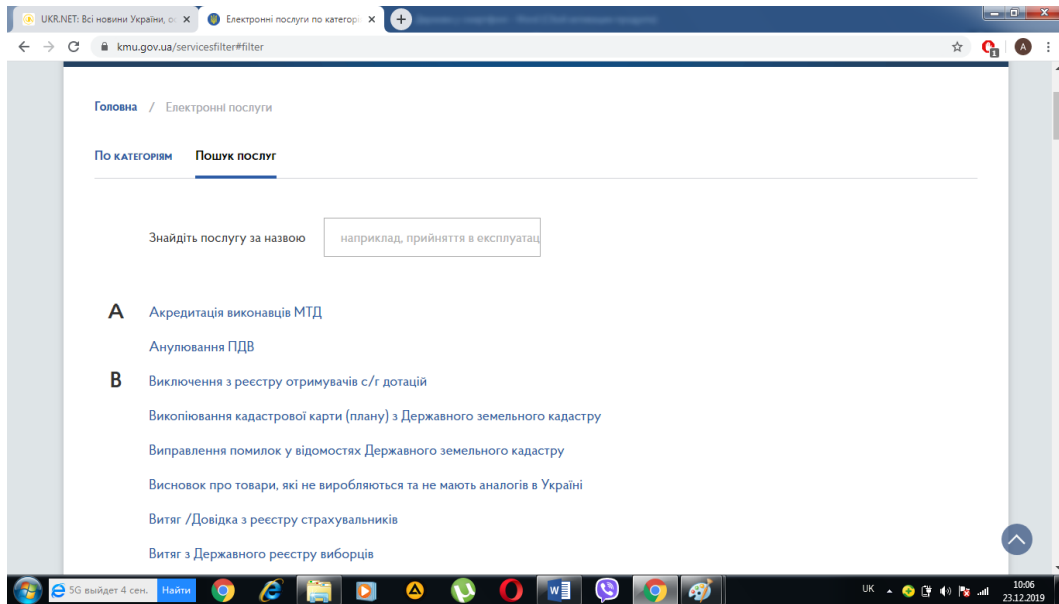 UKR.NET: Всі новини України, ос
Електронні послуги по категорі
kmu.gov.ua/servicesfilter#filter
1
A
Головна / Електронні послуги
По категоріям Пошук послуг
Знайдіть послугу за назвою наприклад, прийняття в експлуатац
А Акредитація виконавців МТД
Анулювання ПДВ
В Виключення з реєстру отримувачів с/г дотацій
Викопіювання кадастрової карти (плану) з Державного земельного кадастру
Виправлення помилок у відомостях Державного земельного кадастру
Висновок про товари, які не виробляються та не мають аналогів в Україні
Витяг /Довідка з реєстру страхувальників
Витяг з Державного реєстру виборців
5G выйдет 4 сен. Найти UK 10:06
23.12.2019